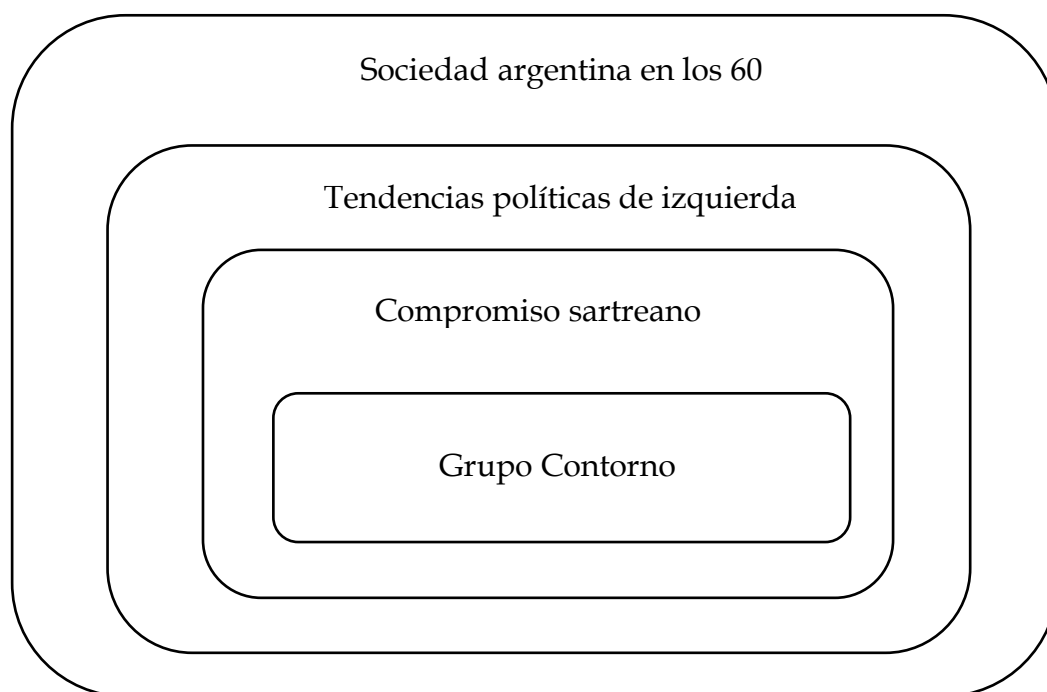 Sociedad argentina en los 60
Tendencias políticas de izquierda
Compromiso sartreano
Grupo Contorno